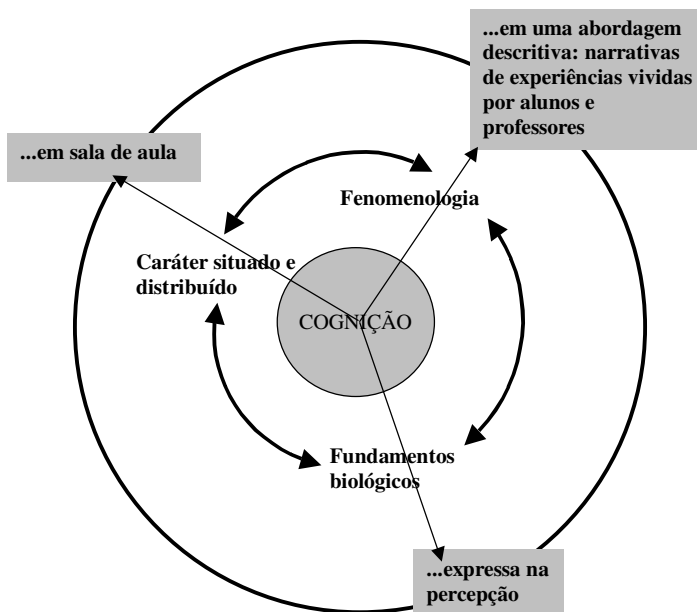 ...em uma abordagem
descritiva: narrativas
de experiências vividas
por alunos e
professores
...em sala de aula
Fenomenologia
Caráter situado e
distribuído
COGNIÇÃO
Fundamentos
biológicos
...expressa na
percepção